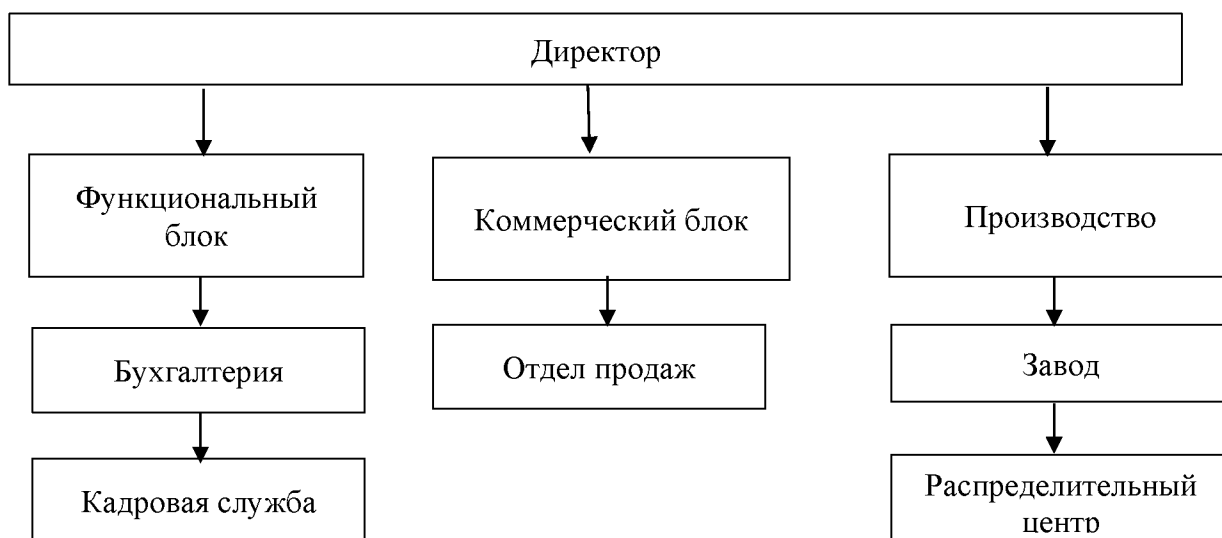 Директор
Функциональный
блок
Коммерческий блок
Производство
Бухгалтерия
Отдел продаж
Завод
Кадровая служба
Распределительный
центр